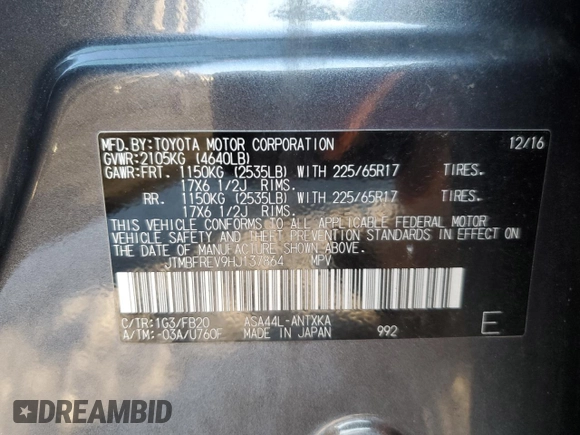 MFD.BY:TOYOTA MOTOR CORPORATION 12/16
GVWR:2105KG (4640LB)
GAWR:FRT. 1150KG (2535LB) WITH 225/65R17 TIRES.
17X6 1/2J RIMS.
RR. 1150KG (2535LB) WITH 225/65R17 TIRES.
17X6 1/2J RIMS.
THIS VEHICLE CONFORMS TO ALL APPLICABLE FEDERAL MOTOR
VEHICLE SAFETY AND THEFT PREVENTION STANDARDS IN EFFECT ON
THE DATE OF MANUFACTURE SHOWN ABOVE.
JTMBFREV9HJ137864 MPV
C/TR:1G3/FB20 ASA44L-ANTXKA
A/TM:-03A/U760F MADE IN JAPAN 992 E
DREAMBID